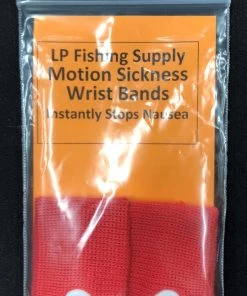 LP Fishing Supply
Motion Sickness
Wrist Bands
Instantly Stops Nausea